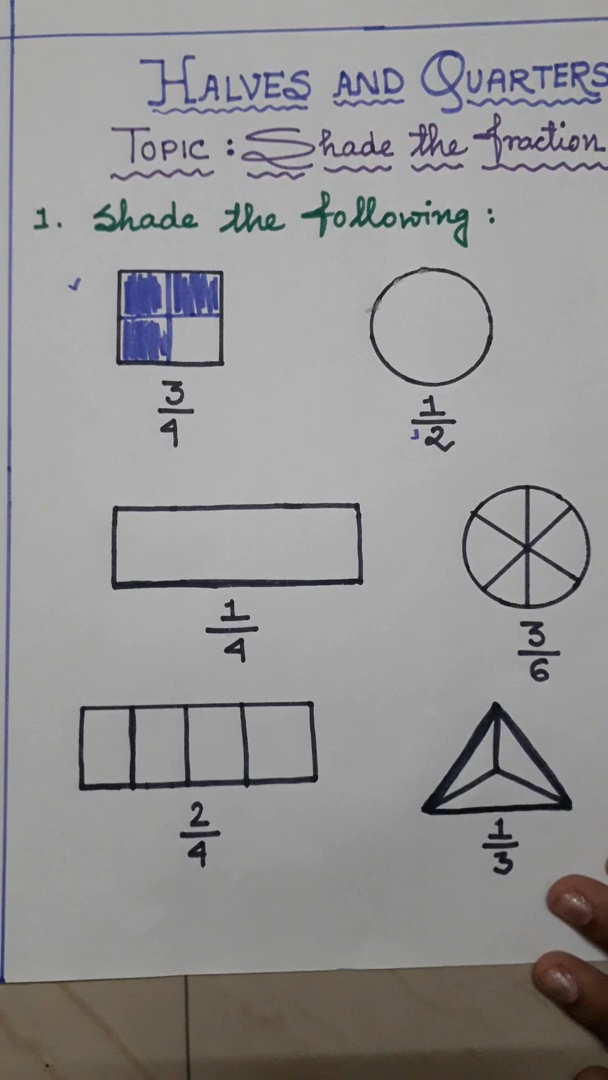 HALVES AND QUARTERS
TOPIC : Shade the fraction
1. Shade the following :
3/4 1/2
1/4 3/6
2/4 1/3